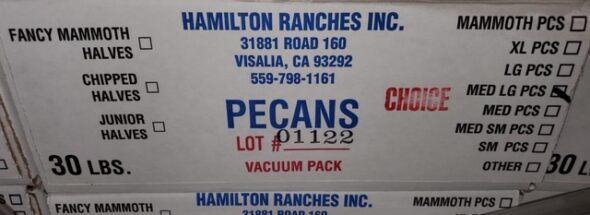 HAMILTON RANCHES INC.
31881 ROAD 160
VISALIA, CA 93292
559-798-1161
FANCY MAMMOTH
HALVES
CHIPPED
HALVES
JUNIOR
HALVES
30 LBS.
PECANS
LOT # 01122
VACUUM PACK
CHOICE
MAMMOTH PCS
XL PCS
LG PCS
MED LG PCS
MED PCS
MED SM PCS
SM PCS
OTHER
30 L
HAMILTON RANCHES INC.
31881 ROAD 160
FANCY MAMMOTH
MAMMOTH PCS